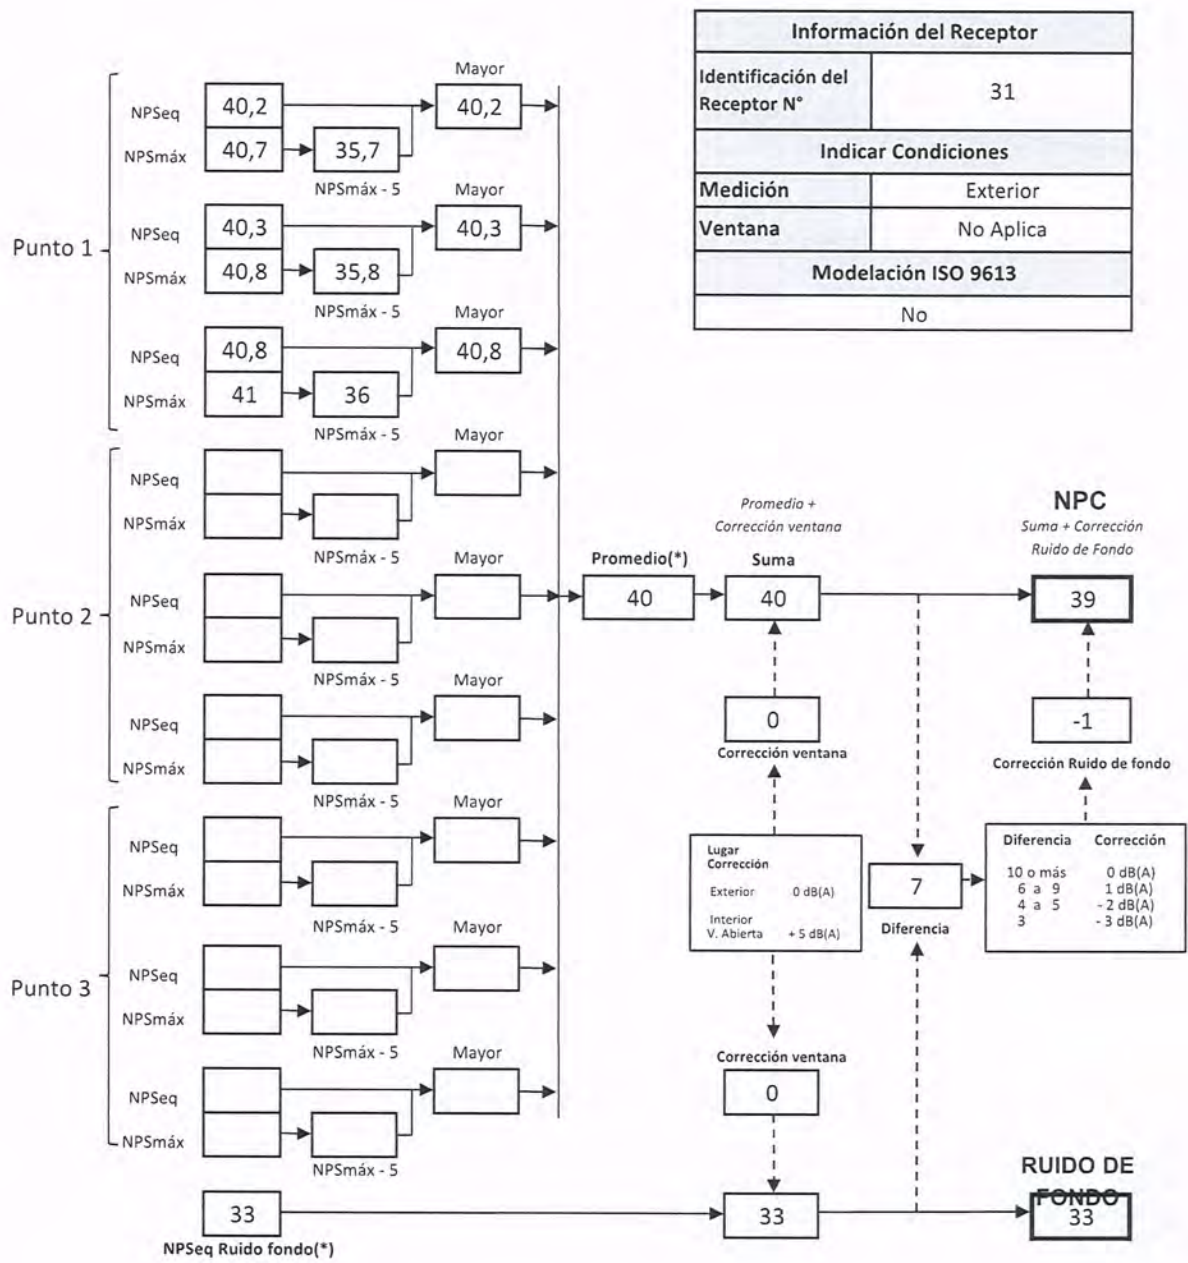 Información del Receptor
Identificación del
Receptor N°
31
Indicar Condiciones
Medición
Exterior
Ventana
No Aplica
Modelación ISO 9613
No
Punto 1
Mayor
NPSeq
40,2
40,2
NPSmáx
40,7
35,7
NPSmáx - 5
Mayor
NPSeq
40,3
40,3
NPSmáx
40,8
35,8
NPSmáx - 5
Mayor
NPSeq
40,8
40,8
NPSmáx
41
36
NPSmáx - 5
Punto 2
Mayor
NPSeq
NPSmáx
NPSmáx - 5
Mayor
NPSeq
NPSmáx
NPSmáx - 5
Mayor
NPSeq
NPSmáx
NPSmáx - 5
Punto 3
Mayor
NPSeq
NPSmáx
NPSmáx - 5
Mayor
NPSeq
NPSmáx
NPSmáx - 5
Mayor
NPSeq
NPSmáx
NPSmáx - 5
Promedio(*)
40
Promedio +
Corrección ventana
Suma
40
NPC
Suma + Corrección
Ruido de Fondo
39
0
Corrección ventana
-1
Corrección Ruido de fondo
Lugar
Corrección
Exterior 0 dB(A)
Interior
V. Abierta + 5 dB(A)
7
Diferencia
Diferencia Corrección
10 o más 0 dB(A)
6 a 9 1 dB(A)
4 a 5 - 2 dB(A)
3 - 3 dB(A)
Corrección ventana
0
33
NPSeq Ruido fondo(*)
33
RUIDO DE
FONDO
33